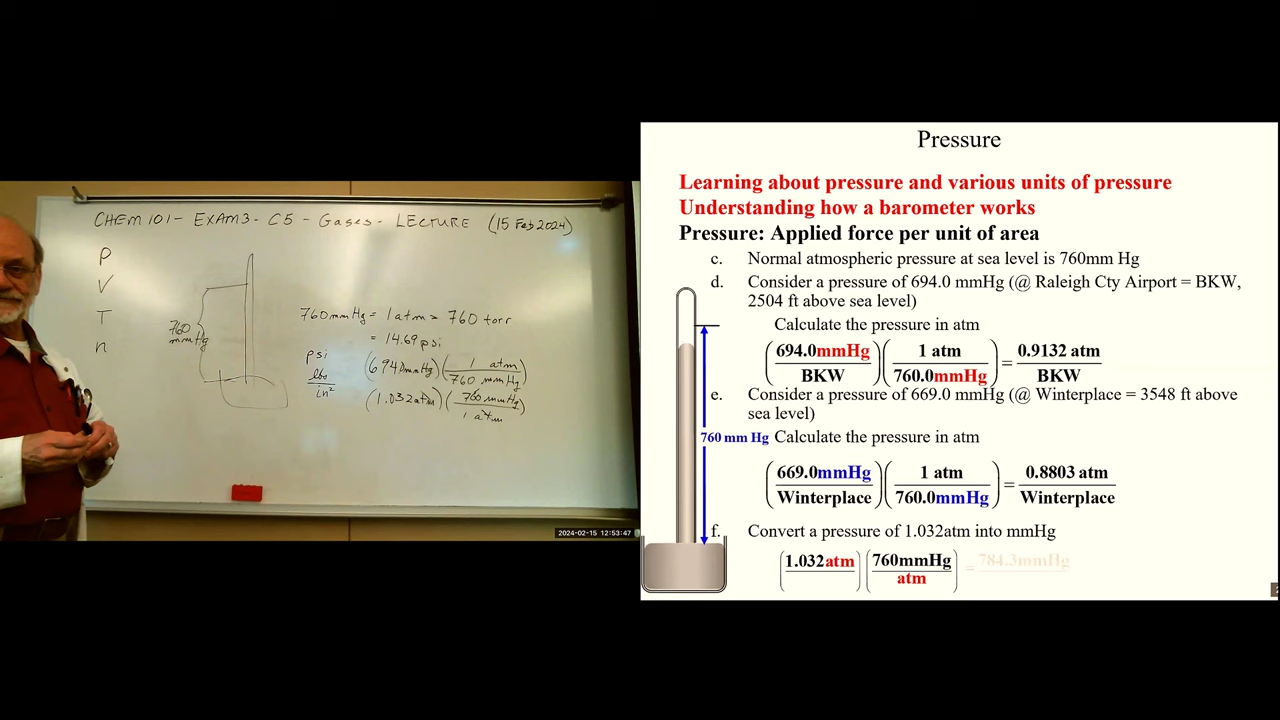 CHEM 101 - EXAM 3 - C5 - Gases - LECTURE (15 Feb 2024)
P
V
T
n
760
mmHg
760 mmHg = 1 atm = 760 torr
= 14.69 psi
psi
lbs
in²
(694.0mmHg)(1 atm
760 mmHg)
(1.032 atm)(760 mmHg
1 atm)
2024-02-15 12:53:47
Pressure
Learning about pressure and various units of pressure
Understanding how a barometer works
Pressure: Applied force per unit of area
c. Normal atmospheric pressure at sea level is 760mm Hg
d. Consider a pressure of 694.0 mmHg (@ Raleigh Cty Airport = BKW,
2504 ft above sea level)
Calculate the pressure in atm
(694.0mmHg)(1 atm) = 0.9132 atm
BKW 760.0mmHg BKW
e. Consider a pressure of 669.0 mmHg (@ Winterplace = 3548 ft above
sea level)
760 mm Hg
Calculate the pressure in atm
(669.0mmHg)(1 atm) = 0.8803 atm
Winterplace 760.0mmHg Winterplace
f. Convert a pressure of 1.032atm into mmHg
(1.032atm)(760mmHg) = 784.3mmHg
atm